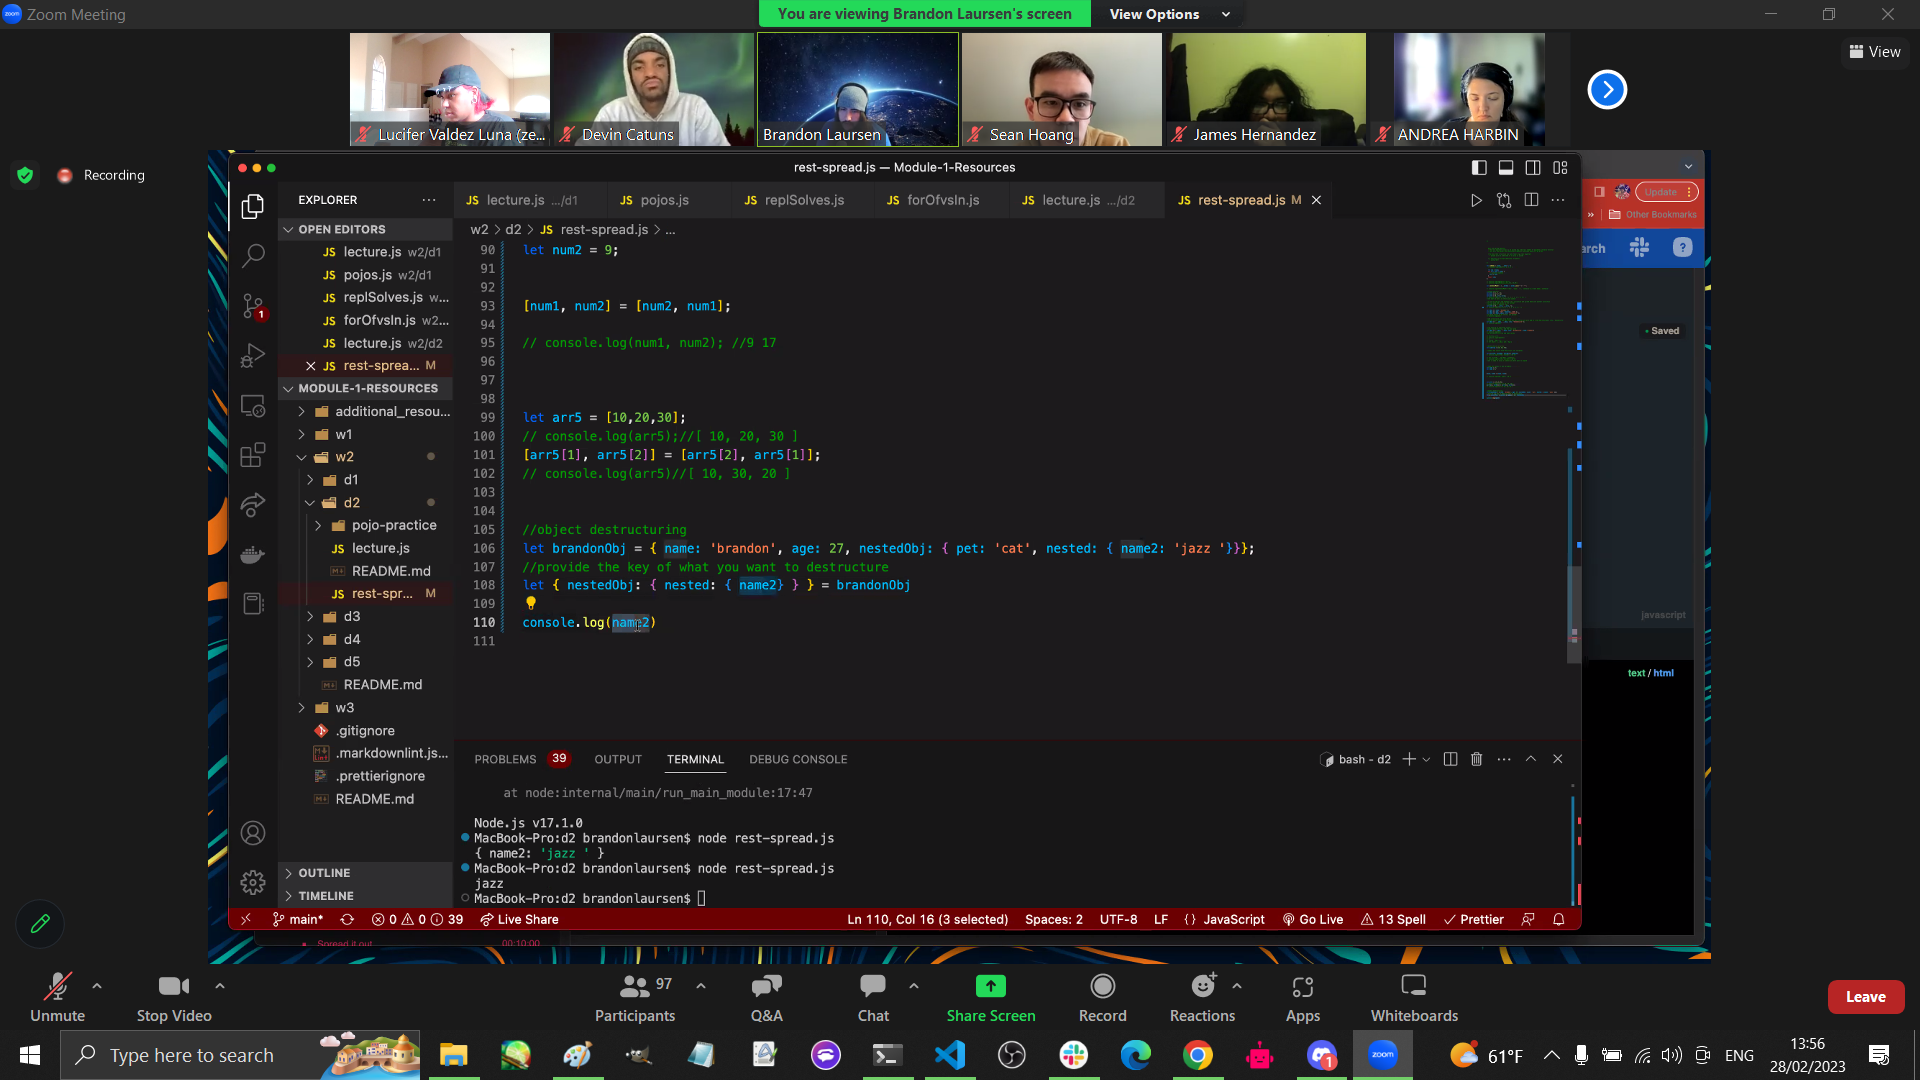 zoom Zoom Meeting
You are viewing Brandon Laursen's screen
View Options
View
Lucifer Valdez Luna (ze...
Devin Catuns
Brandon Laursen
Sean Hoang
James Hernandez
ANDREA HARBIN
Recording
rest-spread.js — Module-1-Resources
EXPLORER
JS lecture.js .../d1
JS pojos.js
JS replSolves.js
JS forOfvsIn.js
JS lecture.js .../d2
JS rest-spread.js M
Update
Other Bookmarks
OPEN EDITORS
JS lecture.js w2/d1
JS pojos.js w2/d1
JS replSolves.js w...
JS forOfvsIn.js w2...
JS lecture.js w2/d2
JS rest-sprea... M
1
MODULE-1-RESOURCES
additional_resou...
w1
w2
d1
d2
pojo-practice
JS lecture.js
README.md
JS rest-spr... M
d3
d4
d5
README.md
w3
.gitignore
.markdownlint.js...
.prettierignore
README.md
OUTLINE
TIMELINE
w2 > d2 > JS rest-spread.js > ...
90 let num2 = 9;
91
92
93 [num1, num2] = [num2, num1];
94
95 // console.log(num1, num2); //9 17
96
97
98
99 let arr5 = [10,20,30];
100 // console.log(arr5);//[ 10, 20, 30 ]
101 [arr5[1], arr5[2]] = [arr5[2], arr5[1]];
102 // console.log(arr5)//[ 10, 30, 20 ]
103
104
105 //object destructuring
106 let brandonObj = { name: 'brandon', age: 27, nestedObj: { pet: 'cat', nested: { name2: 'jazz '}}};
107 //provide the key of what you want to destructure
108 let { nestedObj: { nested: { name2} } } = brandonObj
109
110 console.log(name2)
111
arch
Saved
javascript
text / html
PROBLEMS 39
OUTPUT
TERMINAL
DEBUG CONSOLE
bash - d2
at node:internal/main/run_main_module:17:47
Node.js v17.1.0
MacBook-Pro:d2 brandonlaursen$ node rest-spread.js
{ name2: 'jazz ' }
MacBook-Pro:d2 brandonlaursen$ node rest-spread.js
jazz
MacBook-Pro:d2 brandonlaursen$
main*
0 0 39
Live Share
Ln 110, Col 16 (3 selected)
Spaces: 2
UTF-8
LF
{} JavaScript
Go Live
13 Spell
Prettier
Spread it out
00:10:00
Unmute
Stop Video
97
Participants
Q&A
Chat
Share Screen
Record
Reactions
Apps
Whiteboards
Leave
Type here to search
1
zoom
61°F
ENG
13:56
28/02/2023